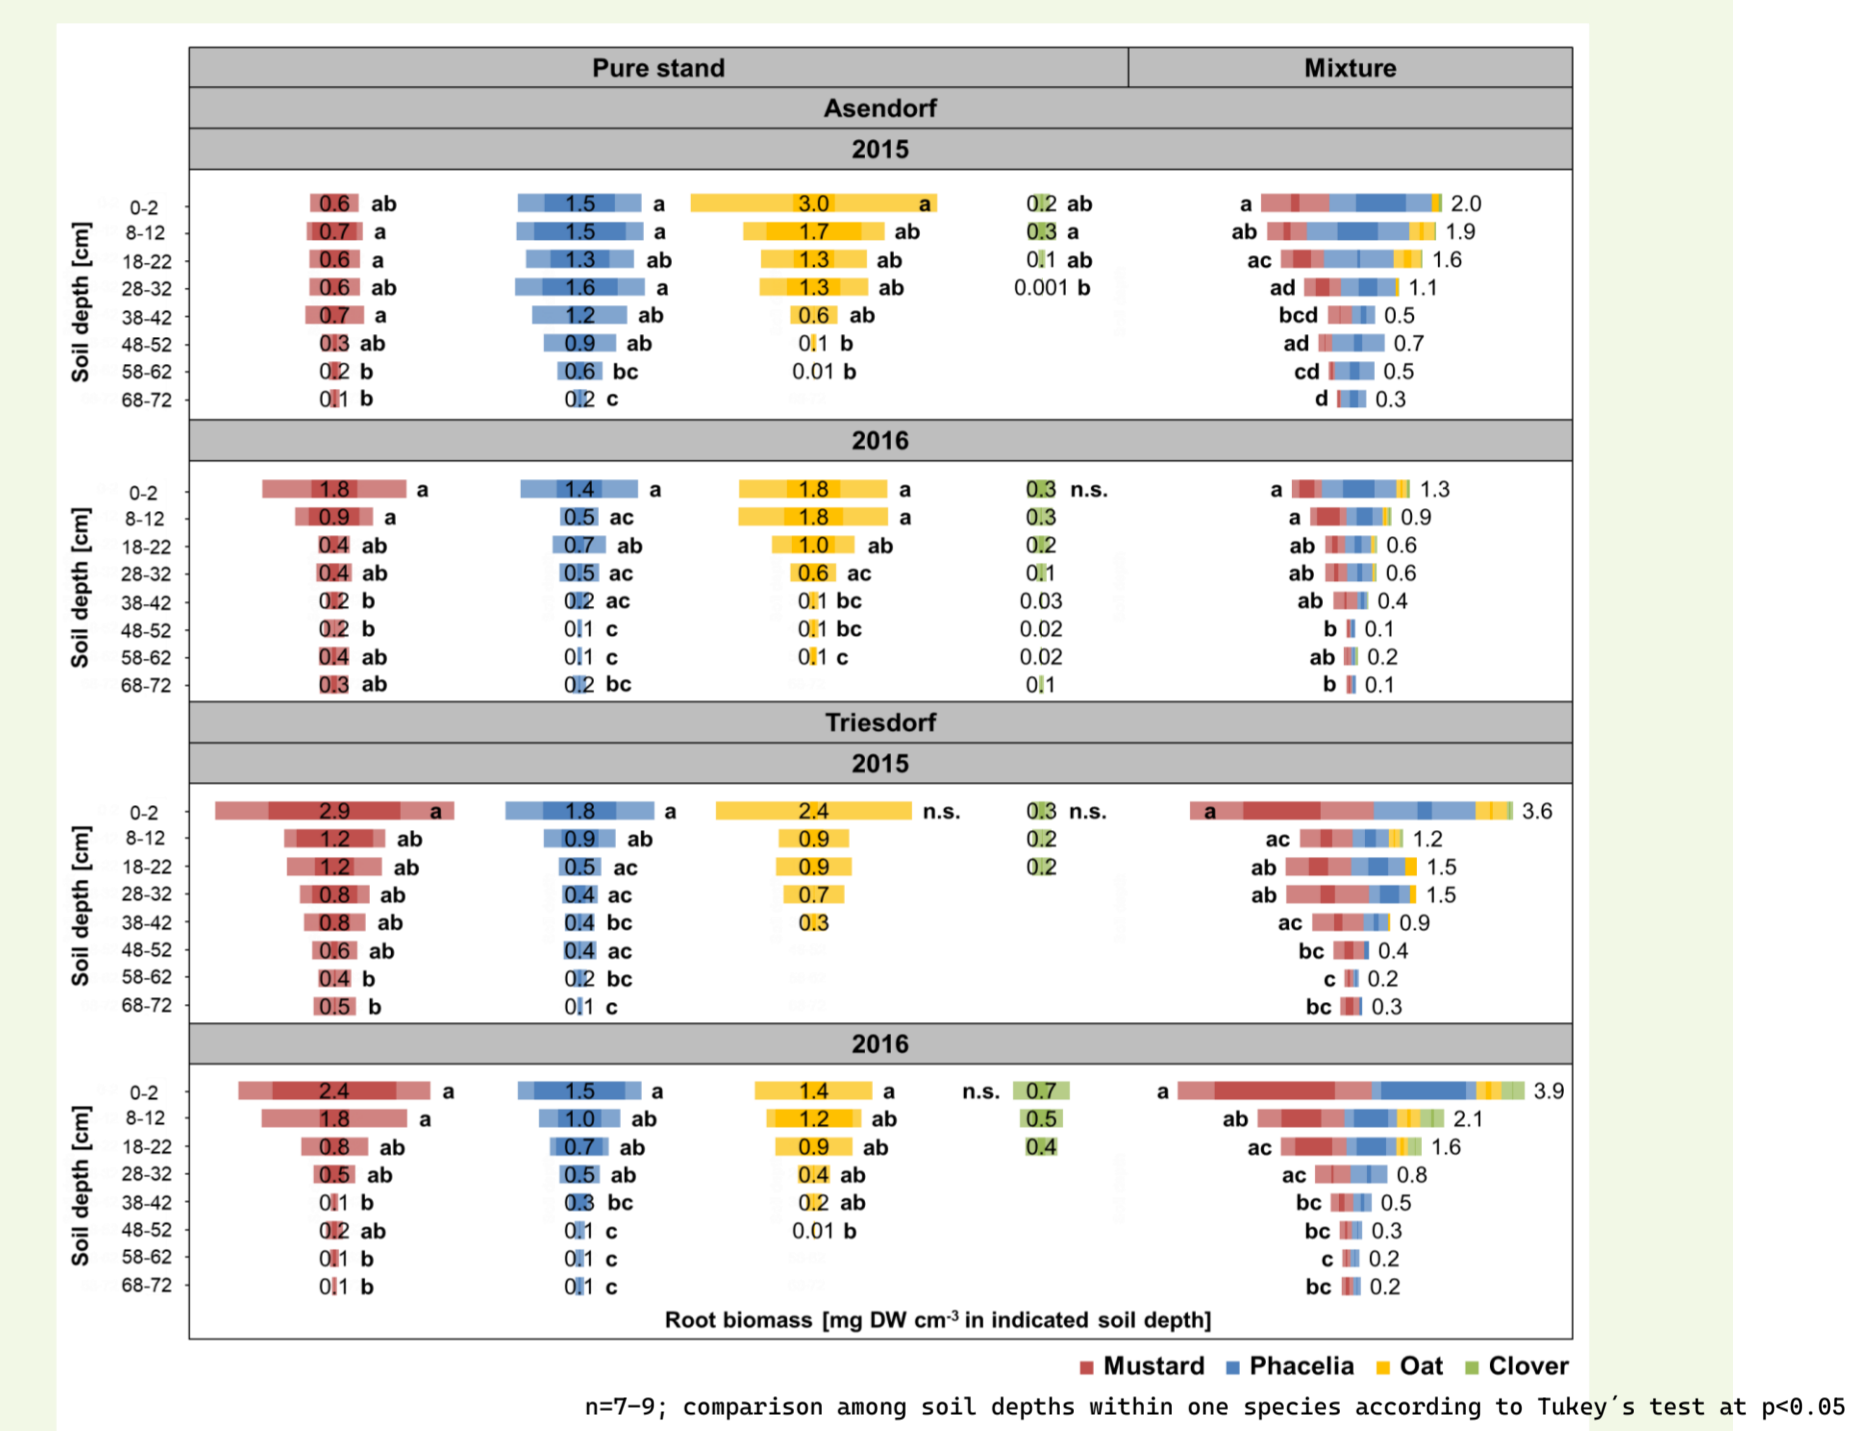 Pure stand Mixture
Asendorf
2015
Soil depth [cm]
0-2 0.6 ab 1.5 a 3.0 a 0.2 ab a 2.0
8-12 0.7 a 1.5 a 1.7 ab 0.3 a ab 1.9
18-22 0.6 a 1.3 ab 1.3 ab 0.1 ab ac 1.6
28-32 0.6 ab 1.6 a 1.3 ab 0.001 b ad 1.1
38-42 0.7 a 1.2 ab 0.6 ab bcd 0.5
48-52 0.3 ab 0.9 ab 0.1 b ad 0.7
58-62 0.2 b 0.6 bc 0.01 b cd 0.5
68-72 0.1 b 0.2 c d 0.3
2016
Soil depth [cm]
0-2 1.8 a 1.4 a 1.8 a 0.3 n.s. a 1.3
8-12 0.9 a 0.5 ac 1.8 a 0.3 a 0.9
18-22 0.4 ab 0.7 ab 1.0 ab 0.2 ab 0.6
28-32 0.4 ab 0.5 ac 0.6 ac 0.1 ab 0.6
38-42 0.2 b 0.2 ac 0.1 bc 0.03 ab 0.4
48-52 0.2 b 0.1 c 0.1 bc 0.02 b 0.1
58-62 0.4 ab 0.1 c 0.1 c 0.02 ab 0.2
68-72 0.3 ab 0.2 bc 0.1 b 0.1
Triesdorf
2015
Soil depth [cm]
0-2 2.9 a 1.8 a 2.4 n.s. 0.3 n.s. a 3.6
8-12 1.2 ab 0.9 ab 0.9 0.2 ac 1.2
18-22 1.2 ab 0.5 ac 0.9 0.2 ab 1.5
28-32 0.8 ab 0.4 ac 0.7 ab 1.5
38-42 0.8 ab 0.4 bc 0.3 ac 0.9
48-52 0.6 ab 0.4 ac bc 0.4
58-62 0.4 b 0.2 bc c 0.2
68-72 0.5 b 0.1 c bc 0.3
2016
Soil depth [cm]
0-2 2.4 a 1.5 a 1.4 a n.s. 0.7 a 3.9
8-12 1.8 a 1.0 ab 1.2 ab 0.5 ab 2.1
18-22 0.8 ab 0.7 ab 0.9 ab 0.4 ac 1.6
28-32 0.5 ab 0.5 ab 0.4 ab ac 0.8
38-42 0.1 b 0.3 bc 0.2 ab bc 0.5
48-52 0.2 ab 0.1 c 0.01 b bc 0.3
58-62 0.1 b 0.1 c c 0.2
68-72 0.1 b 0.1 c bc 0.2
Root biomass [mg DW cm⁻³ in indicated soil depth]
Mustard Phacelia Oat Clover
n=7-9; comparison among soil depths within one species according to Tukey´s test at p<0.05